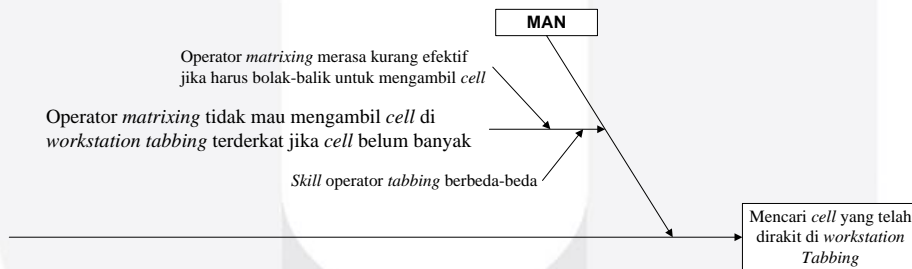 MAN
Operator matrixing merasa kurang efektif
jika harus bolak-balik untuk mengambil cell
Operator matrixing tidak mau mengambil cell di
workstation tabbing terderkat jika cell belum banyak
Skill operator tabbing berbeda-beda
Mencari cell yang telah
dirakit di workstation
Tabbing